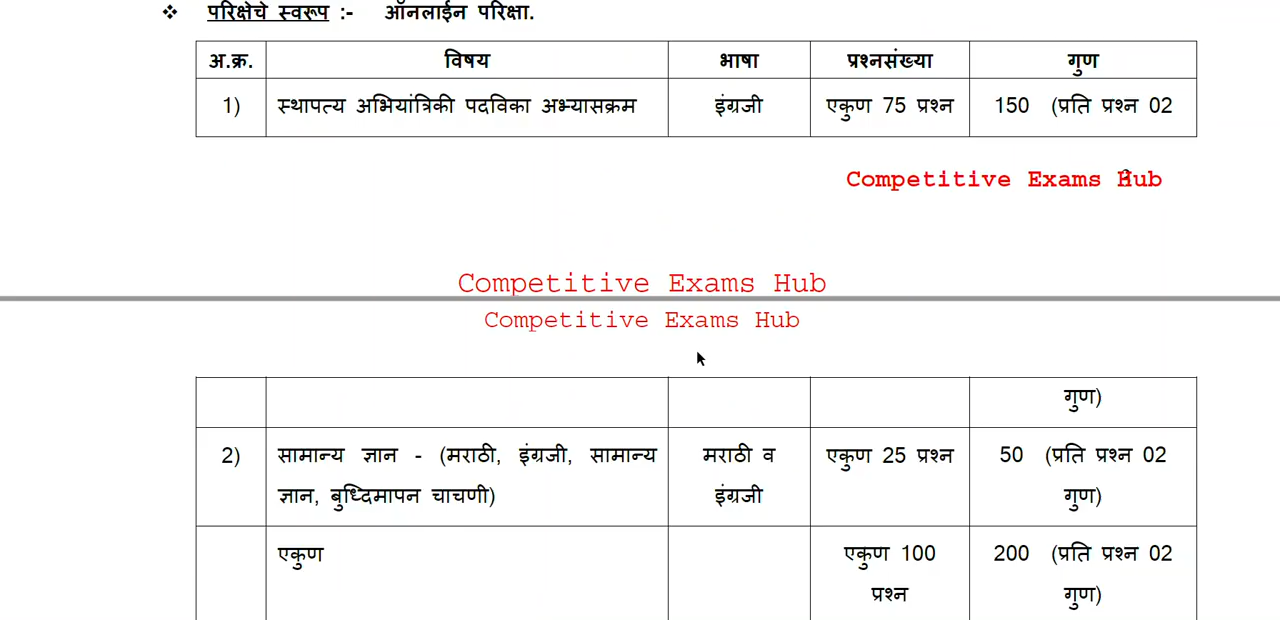 ❖ परिक्षेचे स्वरूप :- ऑनलाईन परिक्षा.
अ.क्र. विषय भाषा प्रश्नसंख्या गुण
1) स्थापत्य अभियांत्रिकी पदविका अभ्यासक्रम इंग्रजी एकुण 75 प्रश्न 150 (प्रति प्रश्न 02
Competitive Exams Hub
Competitive Exams Hub
Competitive Exams Hub
गुण)
2) सामान्य ज्ञान - (मराठी, इंग्रजी, सामान्य मराठी व एकुण 25 प्रश्न 50 (प्रति प्रश्न 02
ज्ञान, बुध्दिमापन चाचणी) इंग्रजी गुण)
एकुण एकुण 100 200 (प्रति प्रश्न 02
प्रश्न गुण)